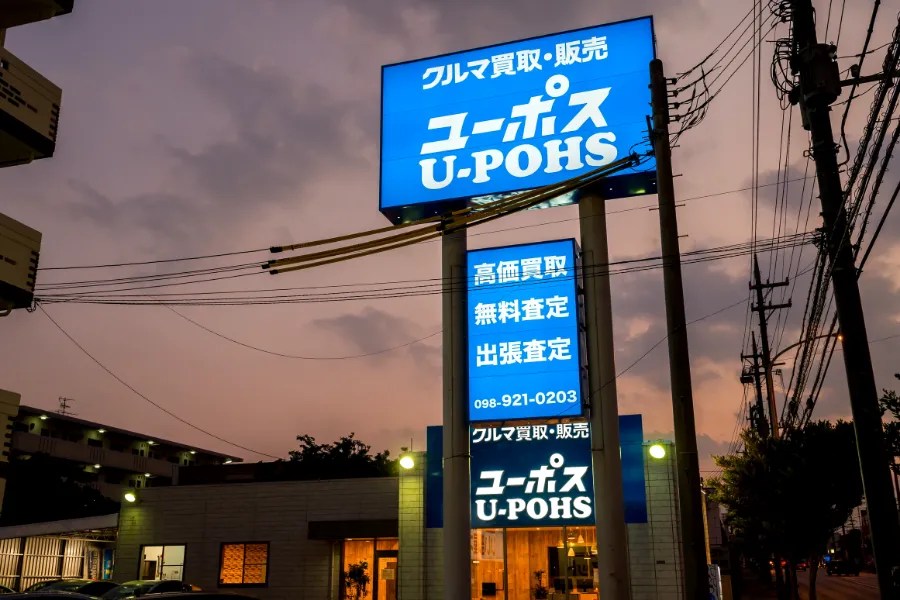 クルマ買取・販売
ユーポス
U-POHS
高価買取
無料査定
出張査定
098-921-0203
クルマ買取・販売
ユーポス
U-POHS